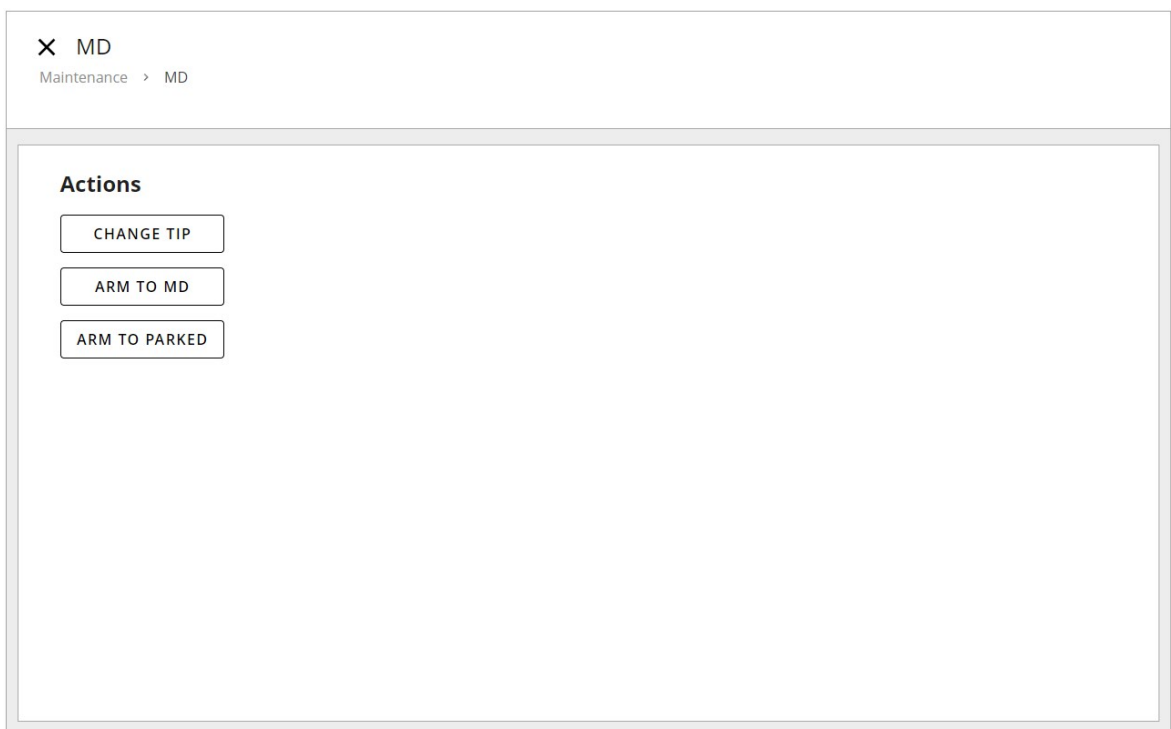 MD
Maintenance > MD
Actions
CHANGE TIP
ARM TO MD
ARM TO PARKED